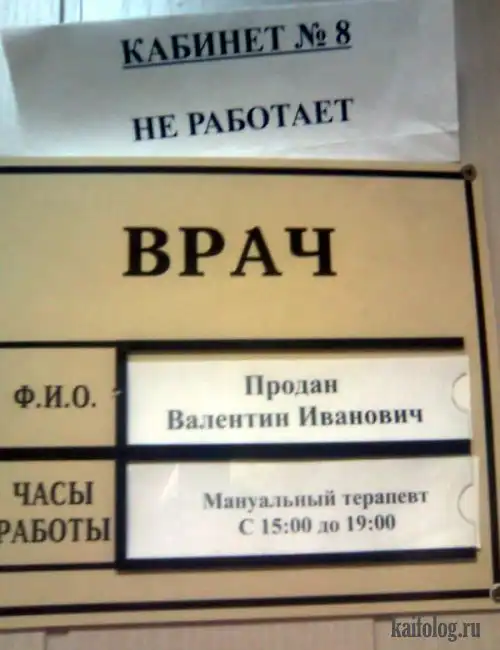 КАБИНЕТ № 8
НЕ РАБОТАЕТ
ВРАЧ
Ф.И.О.
Продан
Валентин Иванович
ЧАСЫ
РАБОТЫ
Мануальный терапевт
С 15:00 до 19:00
kaitolog.ru